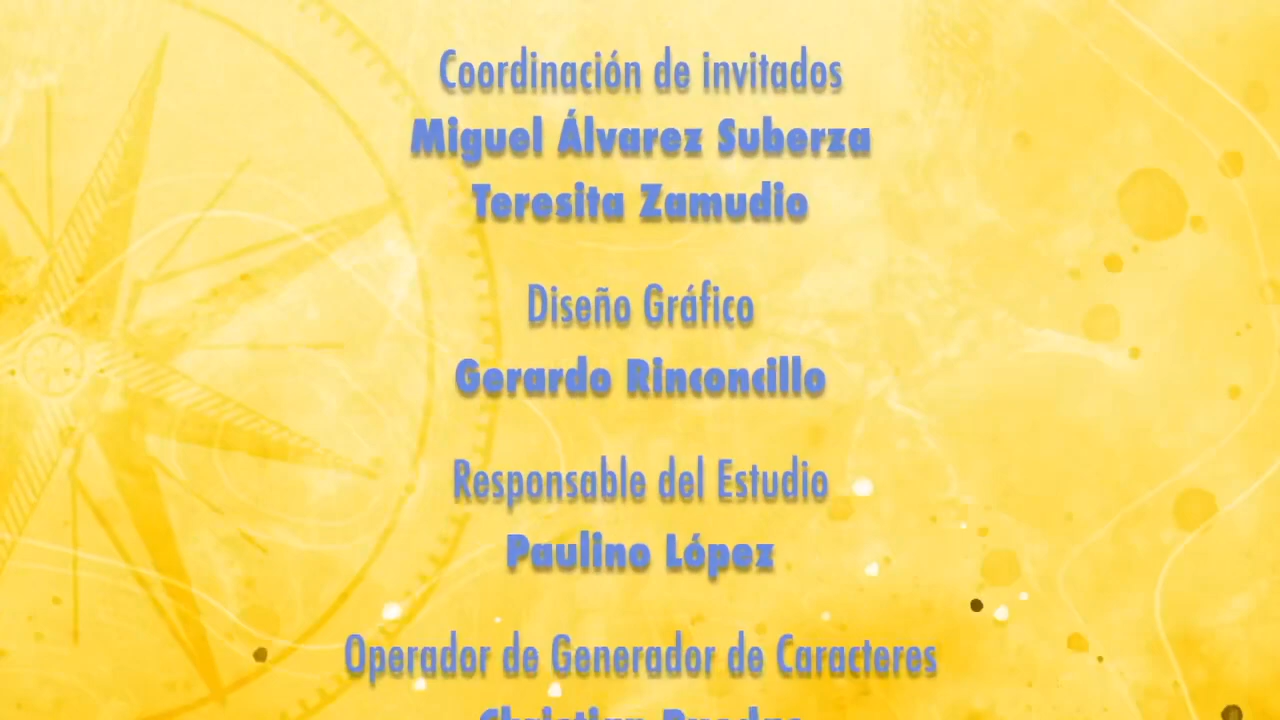 Coordinación de invitados
Miguel Álvarez Suberza
Teresita Zamudio
Diseño Gráfico
Gerardo Rinconcillo
Responsable del Estudio
Paulino López
Operador de Generador de Caracteres
Christian